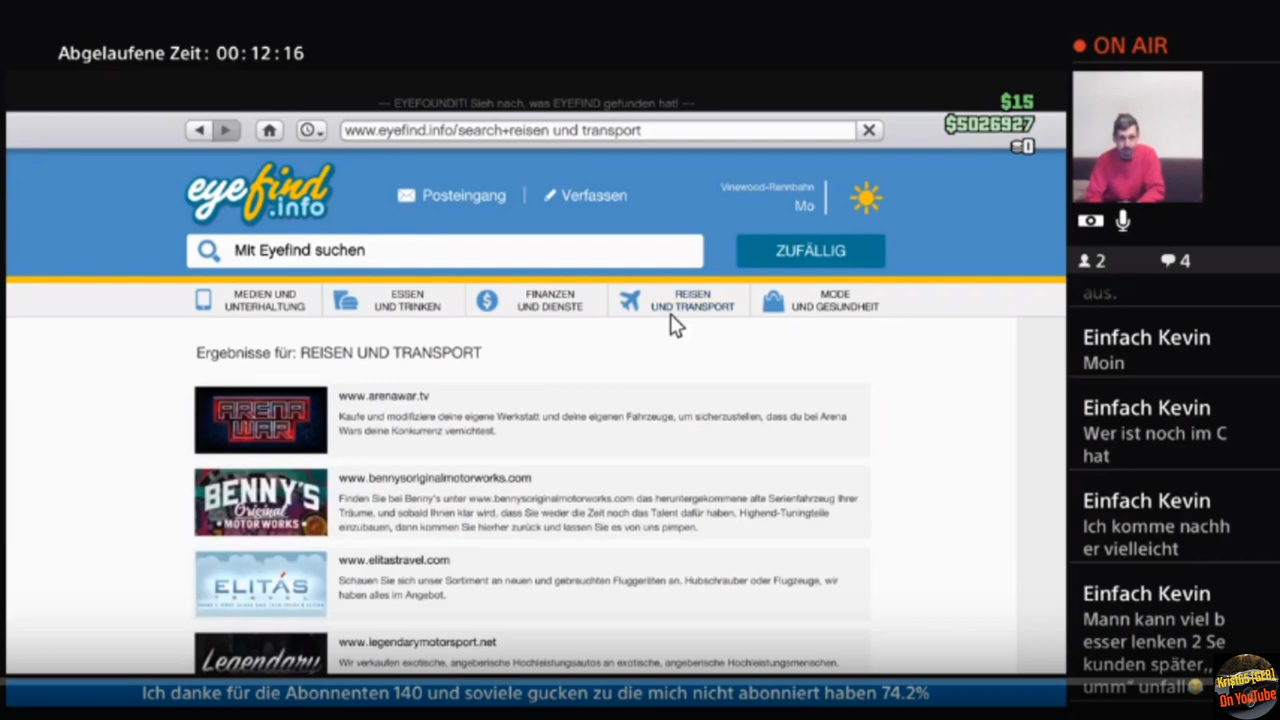 Abgelaufene Zeit: 00:12:16
ON AIR
--- EYEFOUNDIT! Sieh nach, was EYEFIND gefunden hat! ---
$15
$5026927
1
www.eyefind.info/search+reisen und transport
eyefind
.info
Posteingang
Verfassen
Vinewood-Rennbahn
Mo
Mit Eyefind suchen
ZUFÄLLIG
MEDIEN UND
UNTERHALTUNG
ESSEN
UND TRINKEN
FINANZEN
UND DIENSTE
REISEN
UND TRANSPORT
MODE
UND GESUNDHEIT
Ergebnisse für: REISEN UND TRANSPORT
ARENA
WAR
www.arenawar.tv
Kaufe und modifiziere deine eigene Werkstatt und deine eigenen Fahrzeuge, um sicherzustellen, dass du bei Arena
Wars deine Konkurrenz vernichtest.
BENNY'S
Original
MOTOR WORKS
www.bennysoriginalmotorworks.com
Finden Sie bei Benny's unter www.bennysoriginalmotorworks.com das heruntergekommene alte Serienfahrzeug Ihrer
Träume, und sobald Ihnen klar wird, dass Sie weder die Zeit noch das Talent dafür haben, Highend-Tuningteile
einzubauen, dann kommen Sie hierher zurück und lassen Sie es von uns pimpen.
ELITÁS
TRAVEL
www.elitastravel.com
Schauen Sie sich unser Sortiment an neuen und gebrauchten Fluggeräten an. Hubschrauber oder Flugzeuge, wir
haben alles im Angebot.
Legendary
www.legendarymotorsport.net
Wir verkaufen exotische, angeberische Hochleistungsautos an exotische, angeberische Hochleistungsmenschen.
2
4
aus.
Einfach Kevin
Moin
Einfach Kevin
Wer ist noch im C
hat
Einfach Kevin
Ich komme nachh
er vielleicht
Einfach Kevin
Mann kann viel b
esser lenken 2 Se
kunden später,,
umm“ unfall😂
Ich danke für die Abonnenten 140 und soviele gucken zu die mich nicht abonniert haben 74.2%
On YouTube